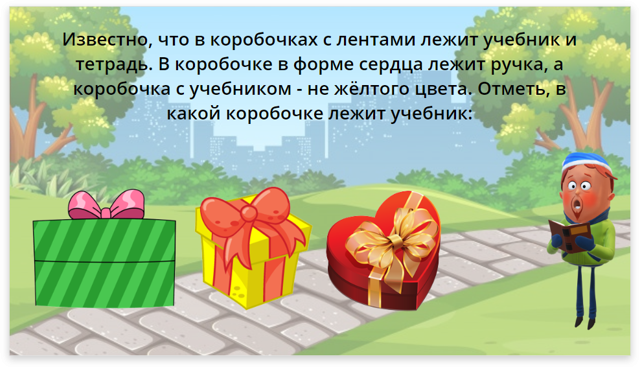 Известно, что в коробочках с лентами лежит учебник и
тетрадь. В коробочке в форме сердца лежит ручка, а
коробочка с учебником - не жёлтого цвета. Отметь, в
какой коробочке лежит учебник: